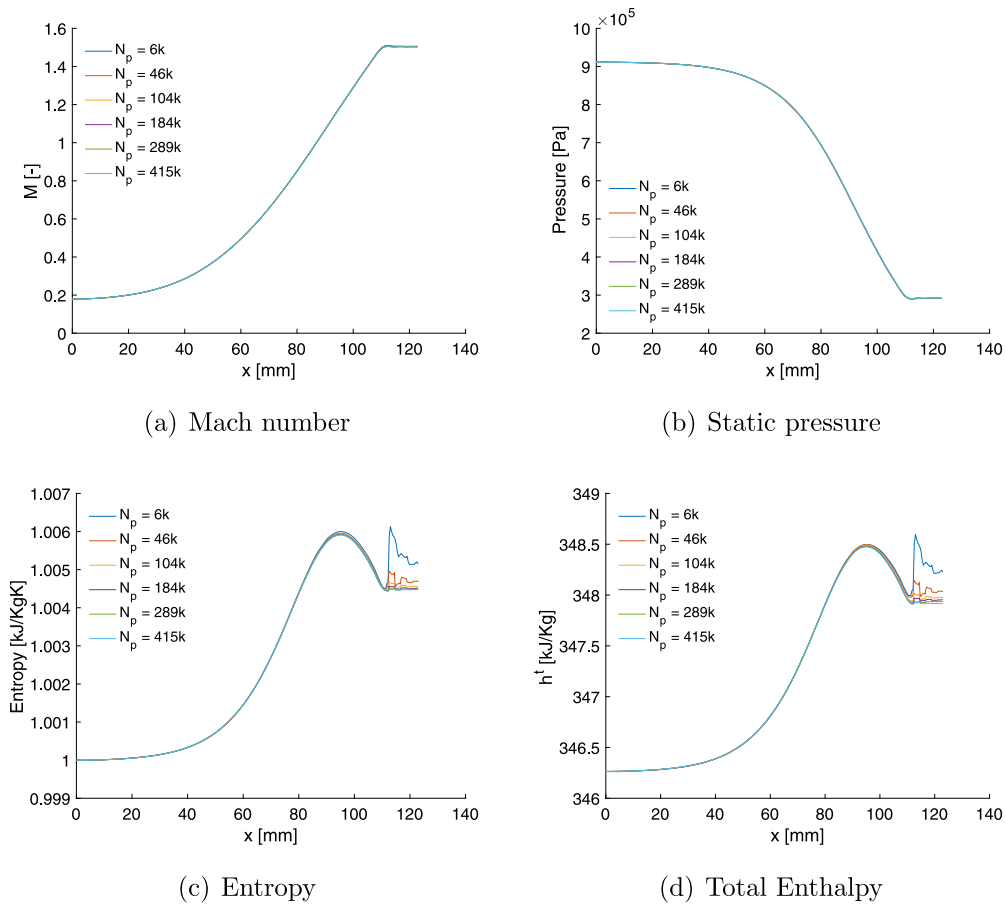 1.6
1.4
1.2
1
0.8
0.6
0.4
0.2
0
M [-]
N_p = 6k
N_p = 46k
N_p = 104k
N_p = 184k
N_p = 289k
N_p = 415k
0 20 40 60 80 100 120 140
x [mm]
(a) Mach number
×10^5
10
9
8
7
6
5
4
3
2
Pressure [Pa]
N_p = 6k
N_p = 46k
N_p = 104k
N_p = 184k
N_p = 289k
N_p = 415k
0 20 40 60 80 100 120 140
x [mm]
(b) Static pressure
1.007
1.006
1.005
1.004
1.003
1.002
1.001
1
0.999
Entropy [kJ/KgK]
N_p = 6k
N_p = 46k
N_p = 104k
N_p = 184k
N_p = 289k
N_p = 415k
0 20 40 60 80 100 120 140
x [mm]
(c) Entropy
349
348.5
348
347.5
347
346.5
346
h^t [kJ/Kg]
N_p = 6k
N_p = 46k
N_p = 104k
N_p = 184k
N_p = 289k
N_p = 415k
0 20 40 60 80 100 120 140
x [mm]
(d) Total Enthalpy